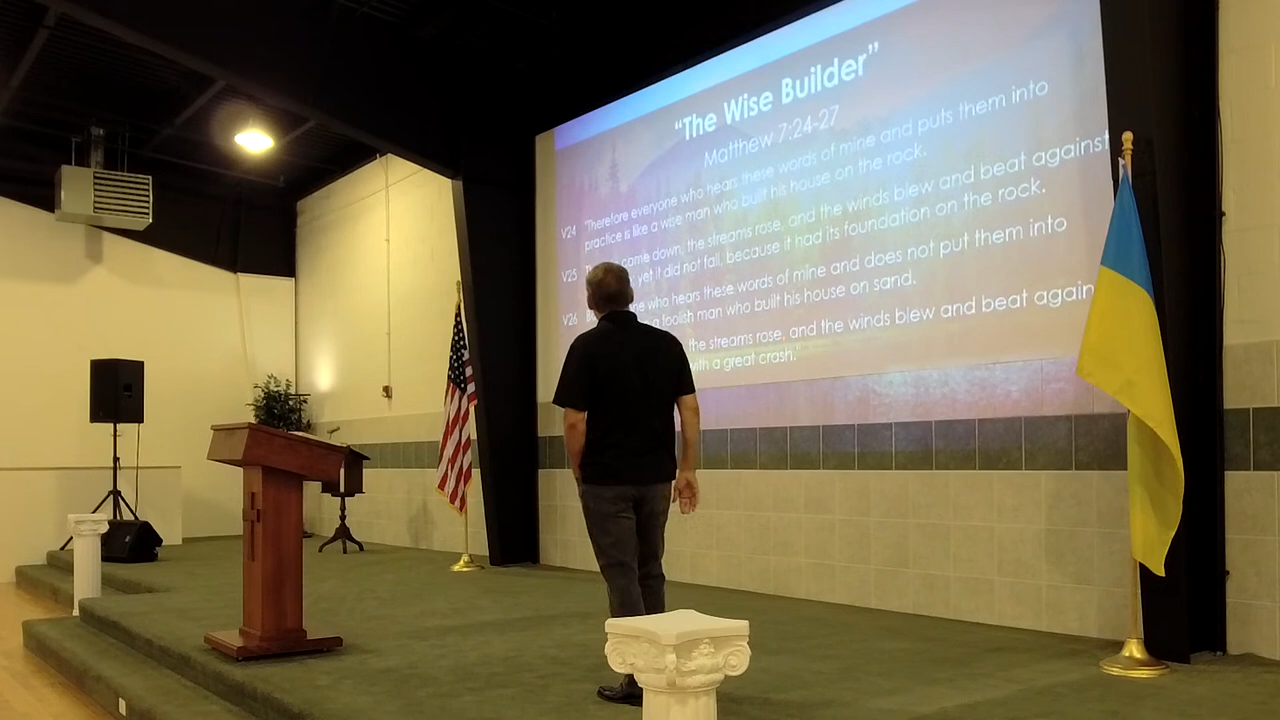 “The Wise Builder”
Matthew 7:24-27
V24 “Therefore everyone who hears these words of mine and puts them into
practice is like a wise man who built his house on the rock.
V25 come down, the streams rose, and the winds blew and beat against
yet it did not fall, because it had its foundation on the rock.
V26 who hears these words of mine and does not put them into
a foolish man who built his house on sand.
the streams rose, and the winds blew and beat again
with a great crash.”